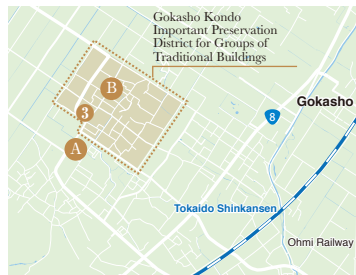 Gokasho Kondo
Important Preservation
District for Groups of
Traditional Buildings
B
3
A
Gokasho
8
Tokaido Shinkansen
Ohmi Railway